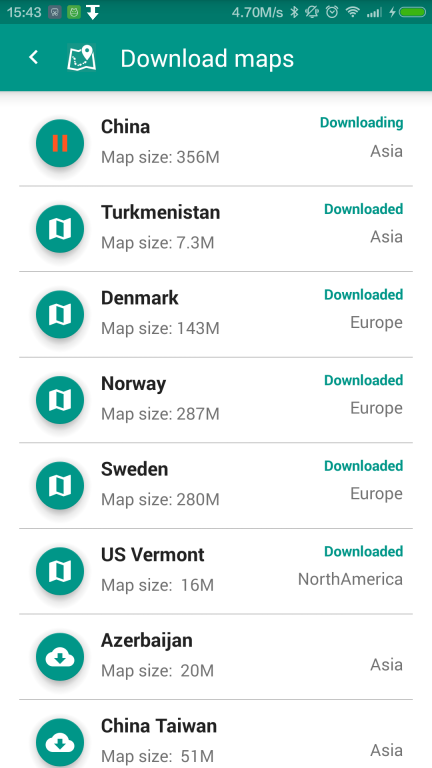 15:43 4.70M/s
Download maps
China Downloading
Map size: 356M Asia
Turkmenistan Downloaded
Map size: 7.3M Asia
Denmark Downloaded
Map size: 143M Europe
Norway Downloaded
Map size: 287M Europe
Sweden Downloaded
Map size: 280M Europe
US Vermont Downloaded
Map size: 16M NorthAmerica
Azerbaijan
Map size: 20M Asia
China Taiwan
Map size: 51M Asia